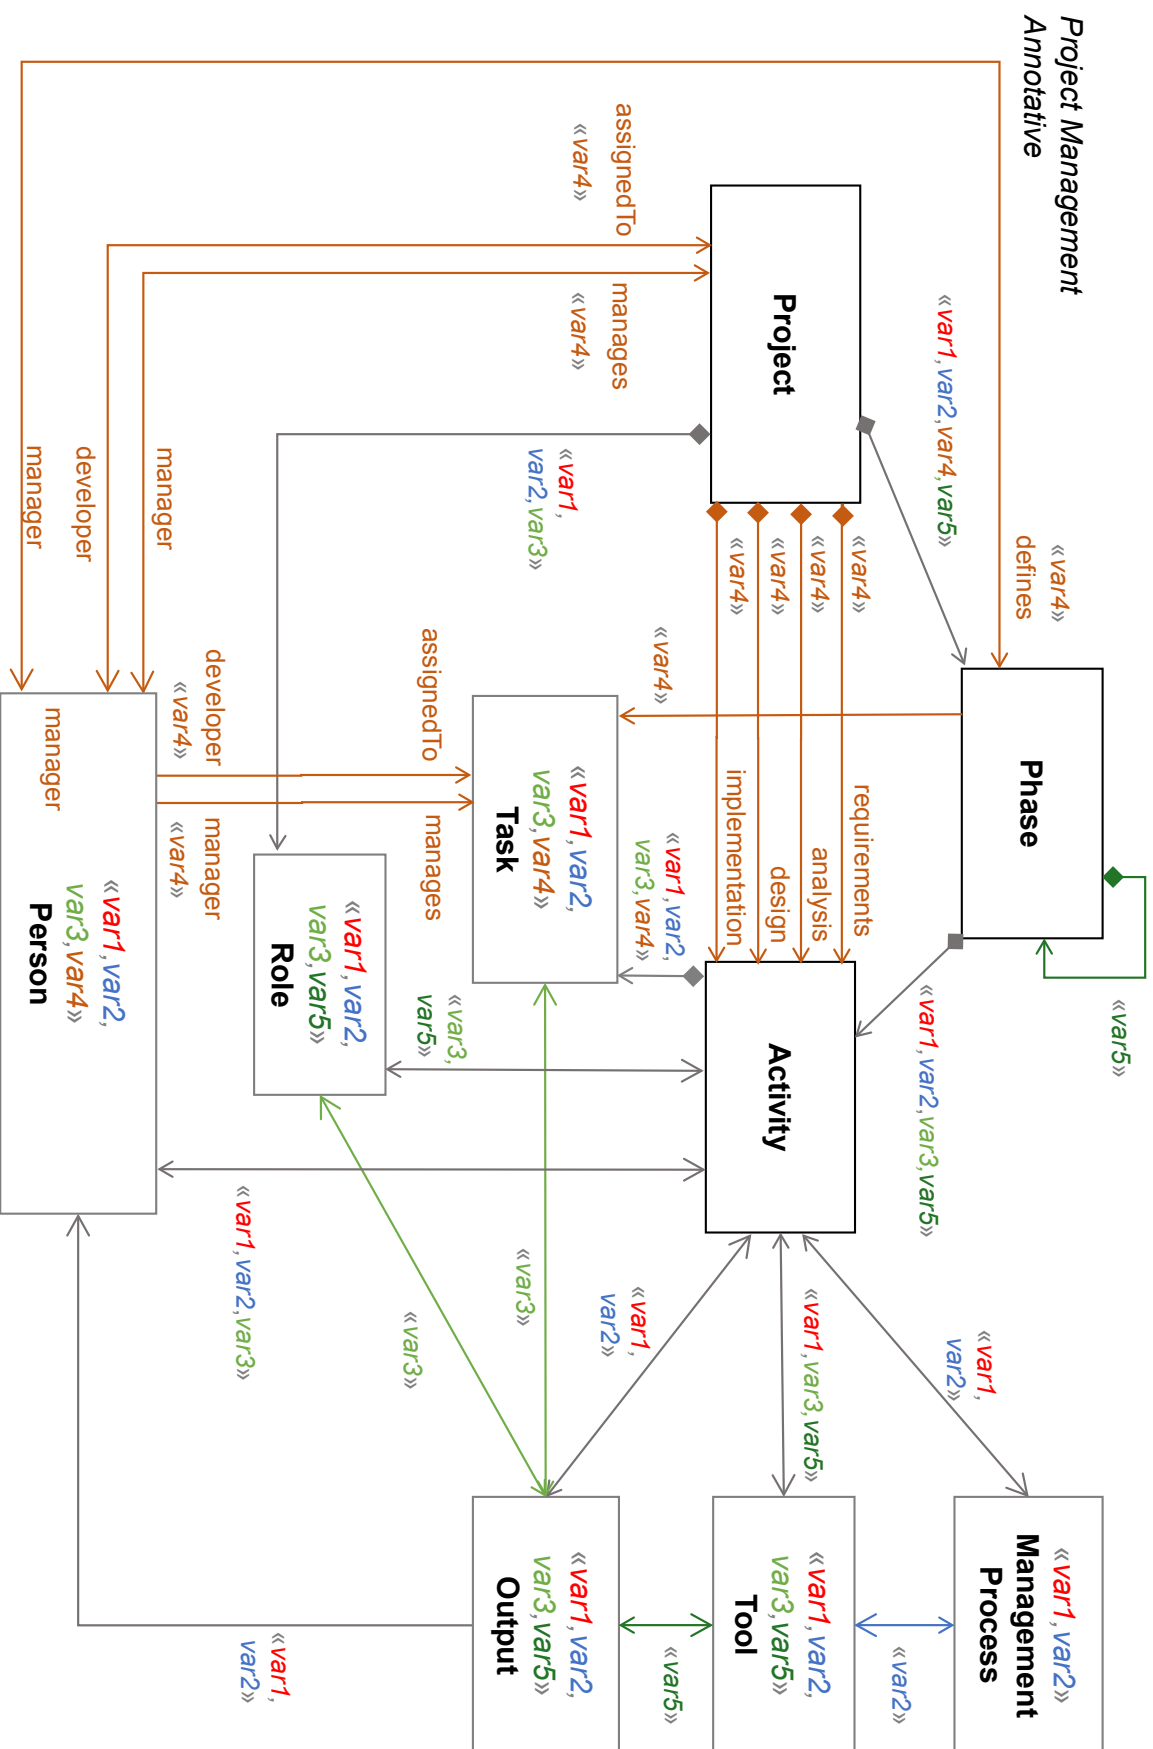 Project Management
Annotative
«var4»
defines
manager
assignedTo
«var4»
developer
manages
«var4»
manager
Project
«var1,var2,var4,var5»
«var1,
var2,var3»
«var4»
«var4»
«var4»
«var4»
requirements
analysis
design
implementation
Phase
«var5»
«var4»
«var1,var2,var3,var5»
Activity
«var1,var2,
var3,var4»
«var1,var2,
var3,var4»
Task
assignedTo
manages
developer
«var4»
manager
«var4»
manager
«var1,var2,
var3,var4»
Person
«var1,var2,
var3,var5»
Role
«var3,
var5»
«var1,var2,var3»
«var3»
«var3»
«var1,
var2»
«var1,var3,var5»
«var1,
var2»
«var1,var2»
Management
Process
«var2»
«var1,var2,
var3,var5»
Tool
«var5»
«var1,var2,
var3,var5»
Output
«var1,
var2»